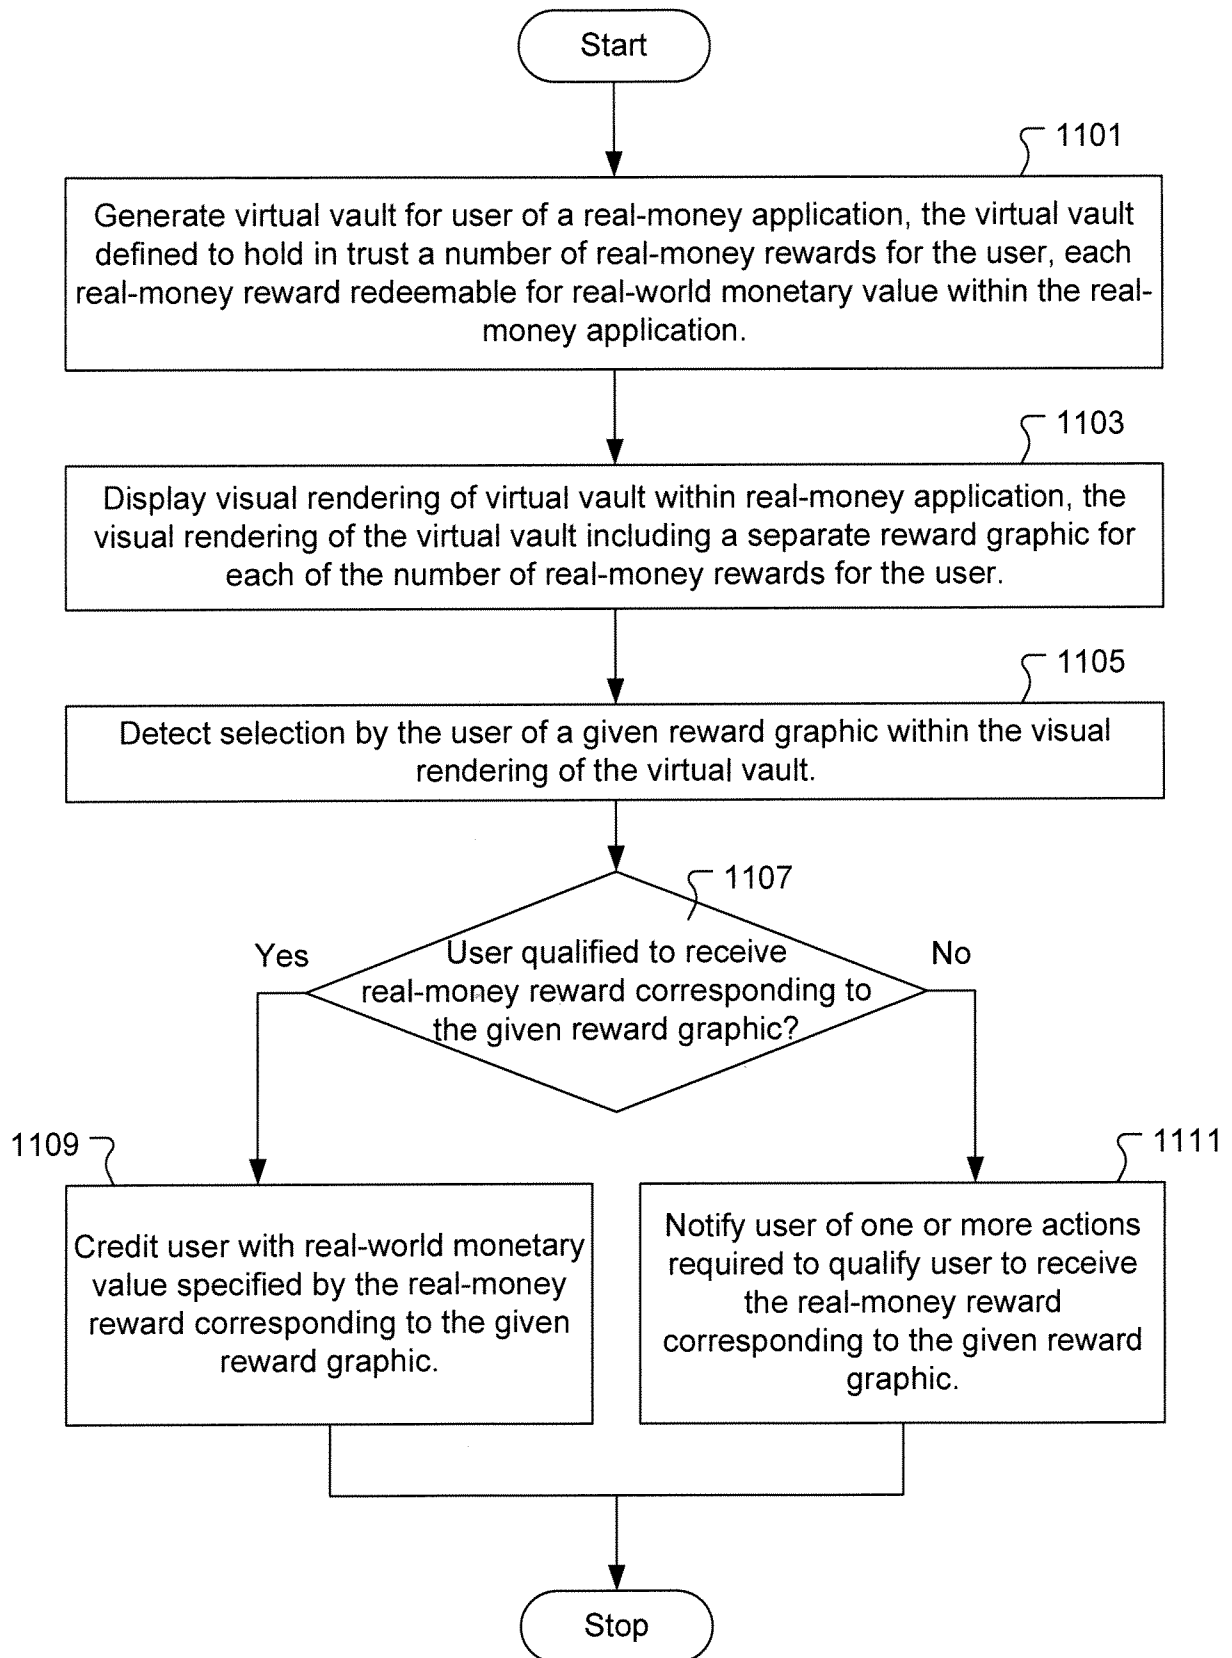 Start
1101
Generate virtual vault for user of a real-money application, the virtual vault
defined to hold in trust a number of real-money rewards for the user, each
real-money reward redeemable for real-world monetary value within the real-
money application.
1103
Display visual rendering of virtual vault within real-money application, the
visual rendering of the virtual vault including a separate reward graphic for
each of the number of real-money rewards for the user.
1105
Detect selection by the user of a given reward graphic within the visual
rendering of the virtual vault.
1107
Yes
User qualified to receive
real-money reward corresponding to
the given reward graphic?
No
1109
Credit user with real-world monetary
value specified by the real-money
reward corresponding to the given
reward graphic.
1111
Notify user of one or more actions
required to qualify user to receive
the real-money reward
corresponding to the given reward
graphic.
Stop